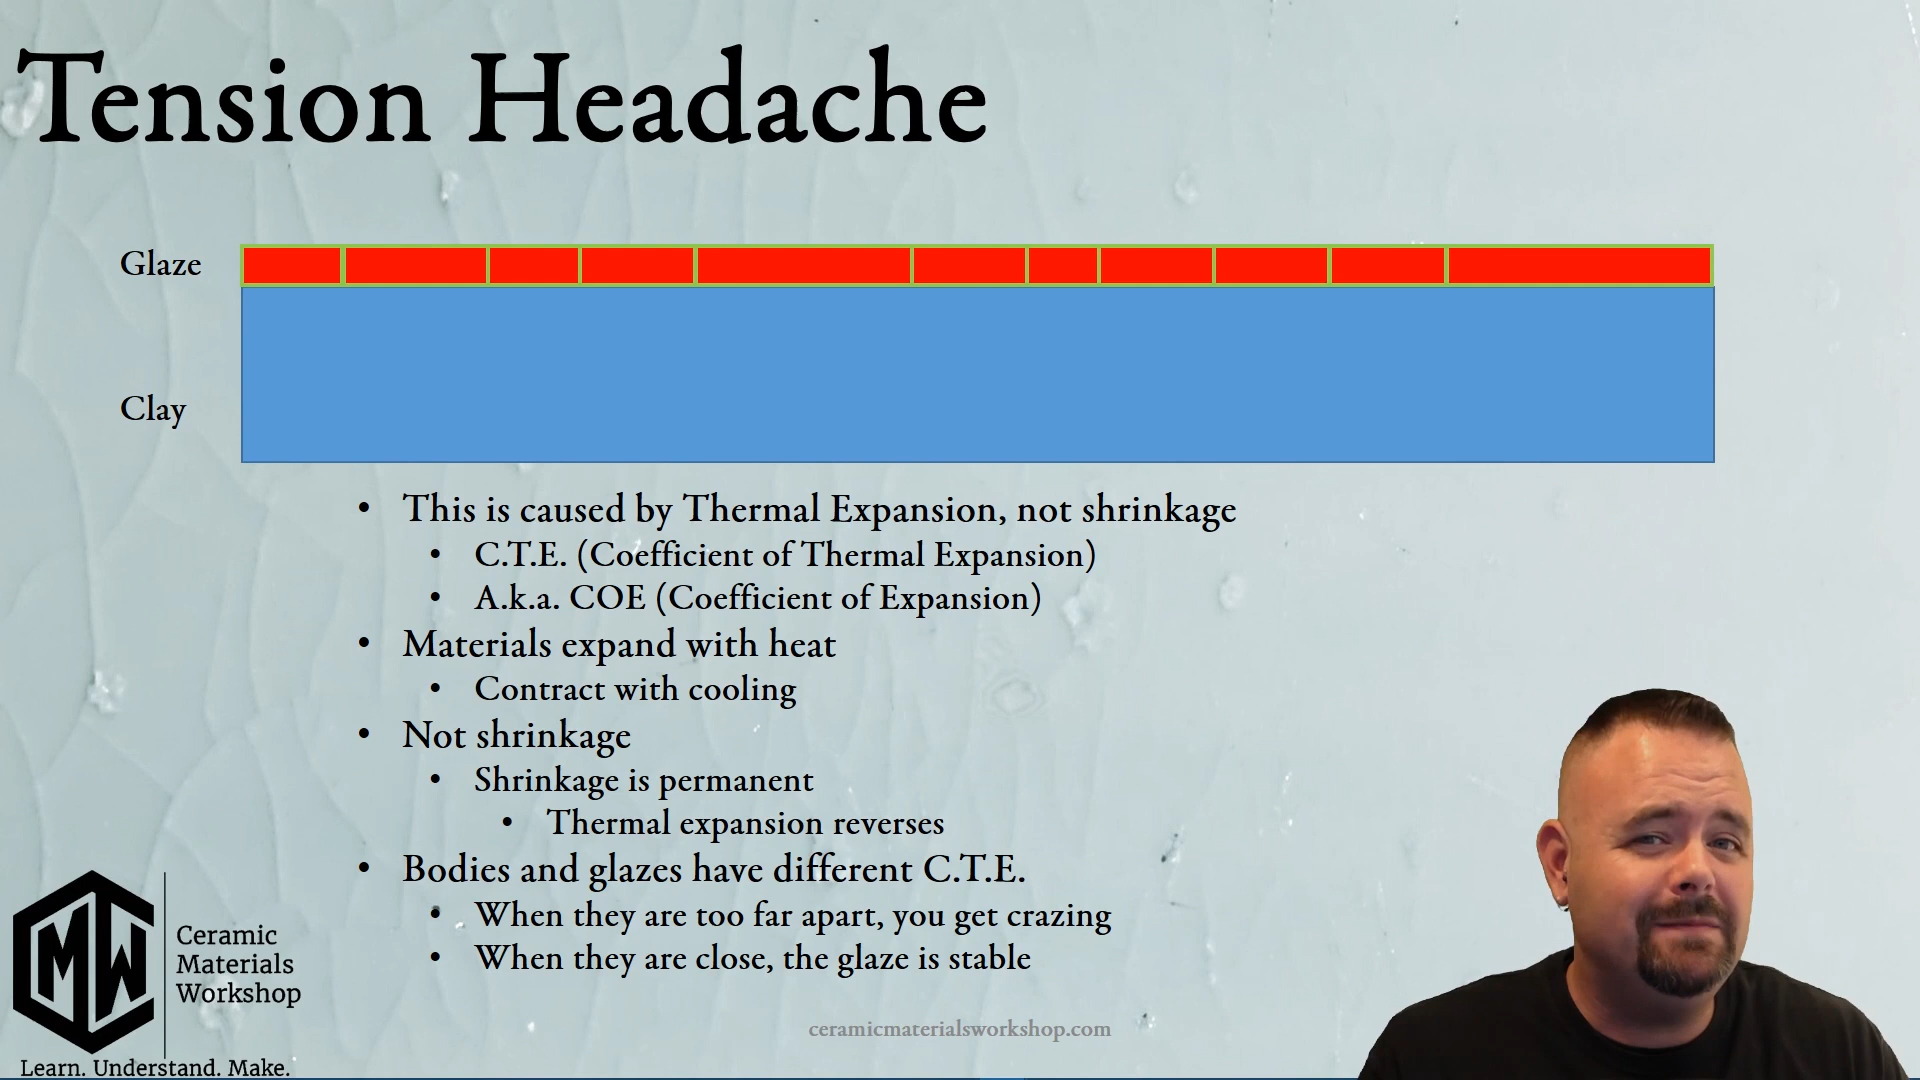 Tension Headache
Glaze
Clay
• This is caused by Thermal Expansion, not shrinkage
• C.T.E. (Coefficient of Thermal Expansion)
• A.k.a. COE (Coefficient of Expansion)
• Materials expand with heat
• Contract with cooling
• Not shrinkage
• Shrinkage is permanent
• Thermal expansion reverses
• Bodies and glazes have different C.T.E.
• When they are too far apart, you get crazing
• When they are close, the glaze is stable
CMW
Ceramic
Materials
Workshop
Learn. Understand. Make.
ceramicmaterialsworkshop.com